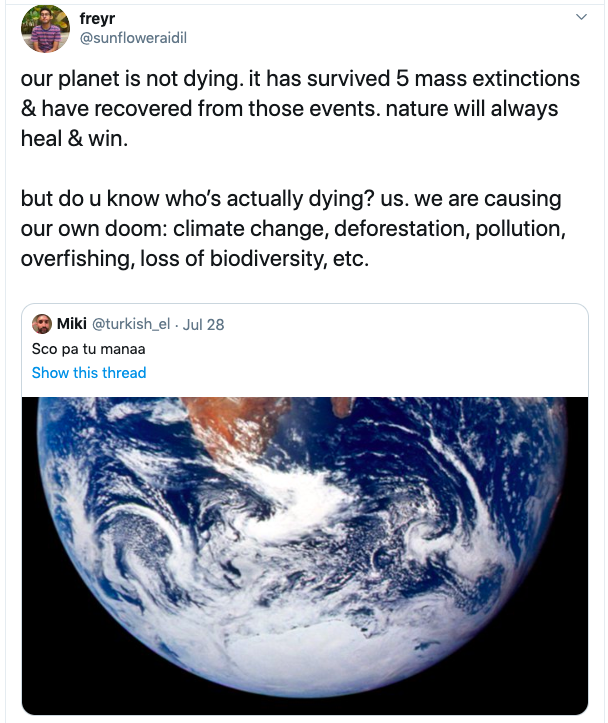 freyr
@sunfloweraidil
our planet is not dying. it has survived 5 mass extinctions
& have recovered from those events. nature will always
heal & win.
but do u know who's actually dying? us. we are causing
our own doom: climate change, deforestation, pollution,
overfishing, loss of biodiversity, etc.
Miki @turkish_el · Jul 28
Sco pa tu manaa
Show this thread